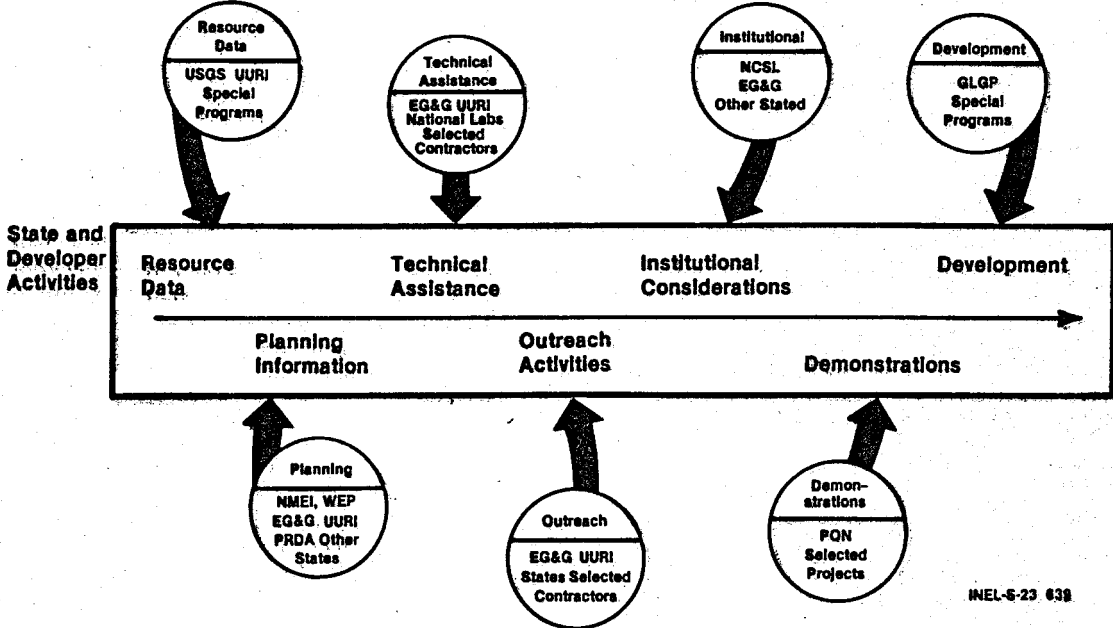 Resource
Data
USGS UURI
Special
Programs
Technical
Assistance
EG&G UURI
National Labs
Selected
Contractors
Institutional
NCSL
EG&G
Other Stated
Development
GLGP
Special
Programs
State and
Developer
Activities
Resource
Data
Technical
Assistance
Institutional
Considerations
Development
Planning
Information
Outreach
Activities
Demonstrations
Planning
NMEI, WEP
EG&G UURI
PRDA Other
States
Outreach
EG&G UURI
States Selected
Contractors
Demon-
strations
PON
Selected
Projects
INEL-S-23 639